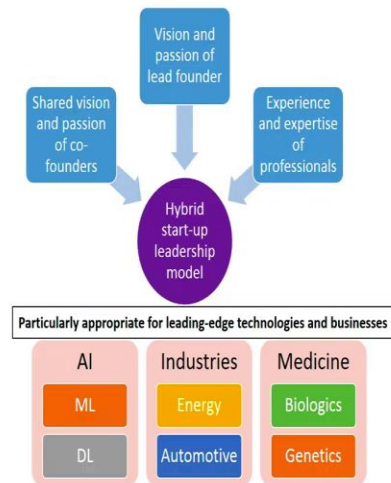 Vision and
passion of
lead founder
Shared vision
and passion
of co-
founders
Experience
and expertise
of
professionals
Hybrid
start-up
leadership
model
Particularly appropriate for leading-edge technologies and businesses
AI
ML
DL
Industries
Energy
Automotive
Medicine
Biologics
Genetics